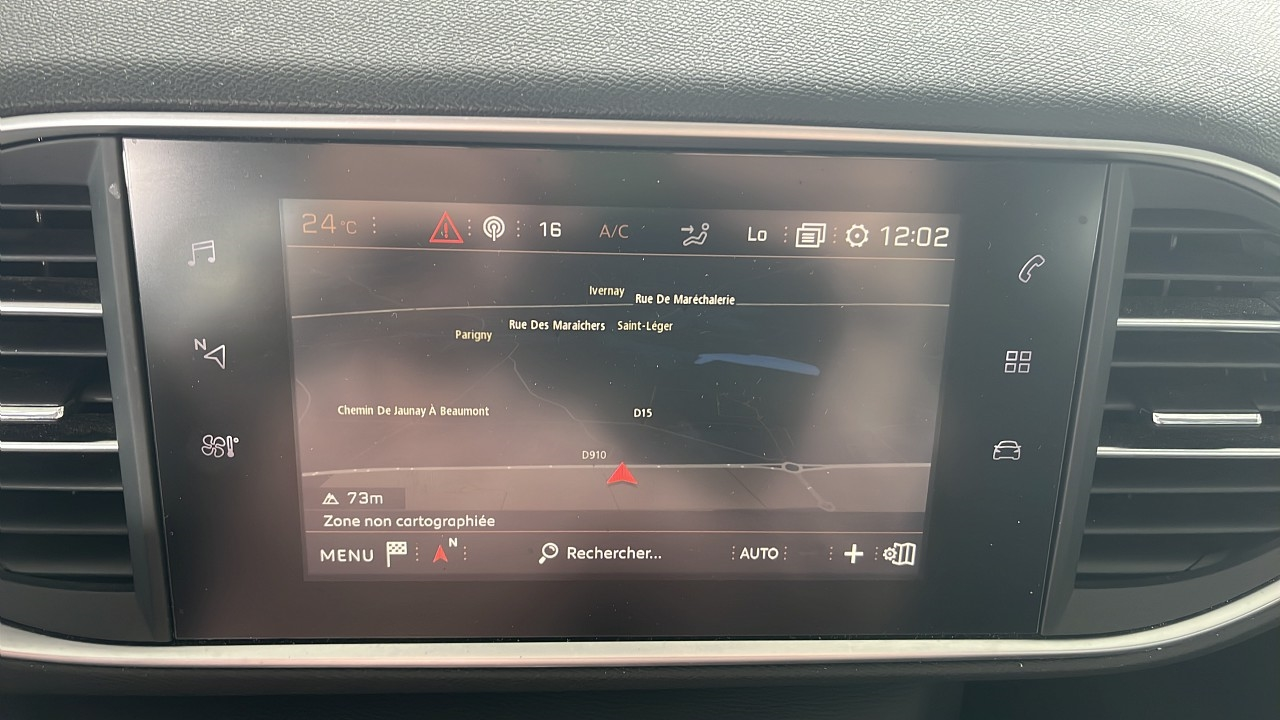 24°C 16 A/C Lo 12:02
Ivernay
Rue De Maréchalerie
Rue Des Maraîchers
Saint-Léger
Parigny
Chemin De Jaunay À Beaumont
D15
D910
73m
Zone non cartographiée
MENU N Rechercher... AUTO +
N